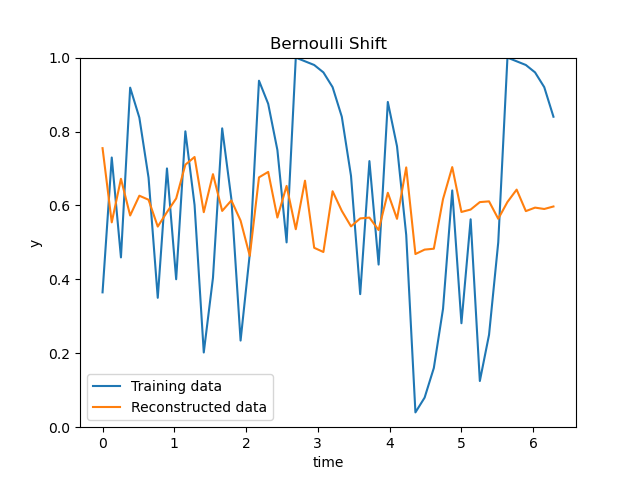 Bernoulli Shift
1.0
0.8
0.6
0.4
0.2
0.0
y
Training data
Reconstructed data
0 1 2 3 4 5 6
time